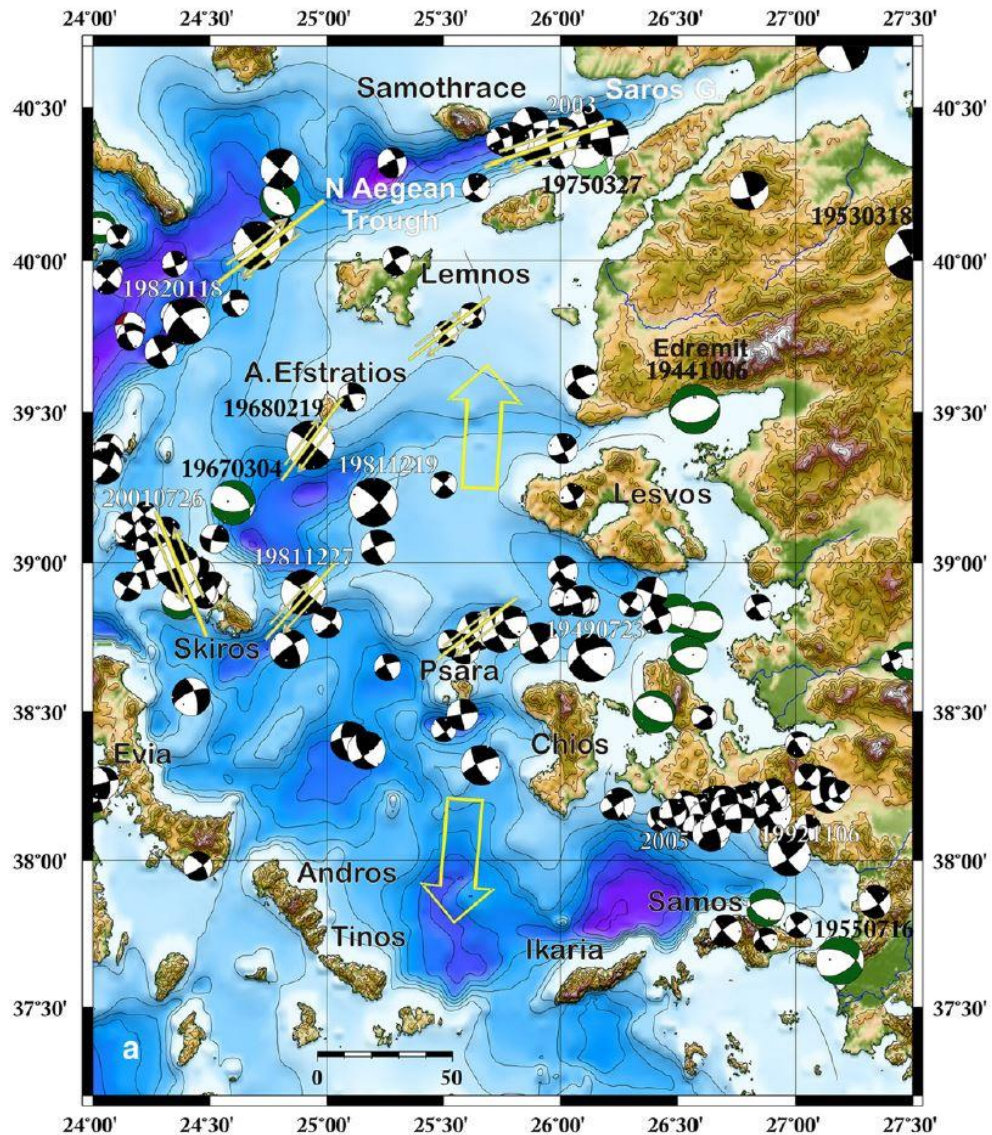 24°00' 24°30' 25°00' 25°30' 26°00' 26°30' 27°00' 27°30'
Samothrace
Saros G.
2003
40°30' 40°30'
19750327
N Aegean
Trough
19530318
40°00' 40°00'
Lemnos
19820118
Edremit
19441006
A.Efstratios
19680219
39°30' 39°30'
19670304
19811219
20010726
Lesvos
39°00' 39°00'
19811227
Skiros
19490723
Psara
38°30' 38°30'
Chios
Evia
2005
19921106
38°00' 38°00'
Andros
Samos
19550716
Tinos
Ikaria
37°30' 37°30'
a
0 50
24°00' 24°30' 25°00' 25°30' 26°00' 26°30' 27°00' 27°30'